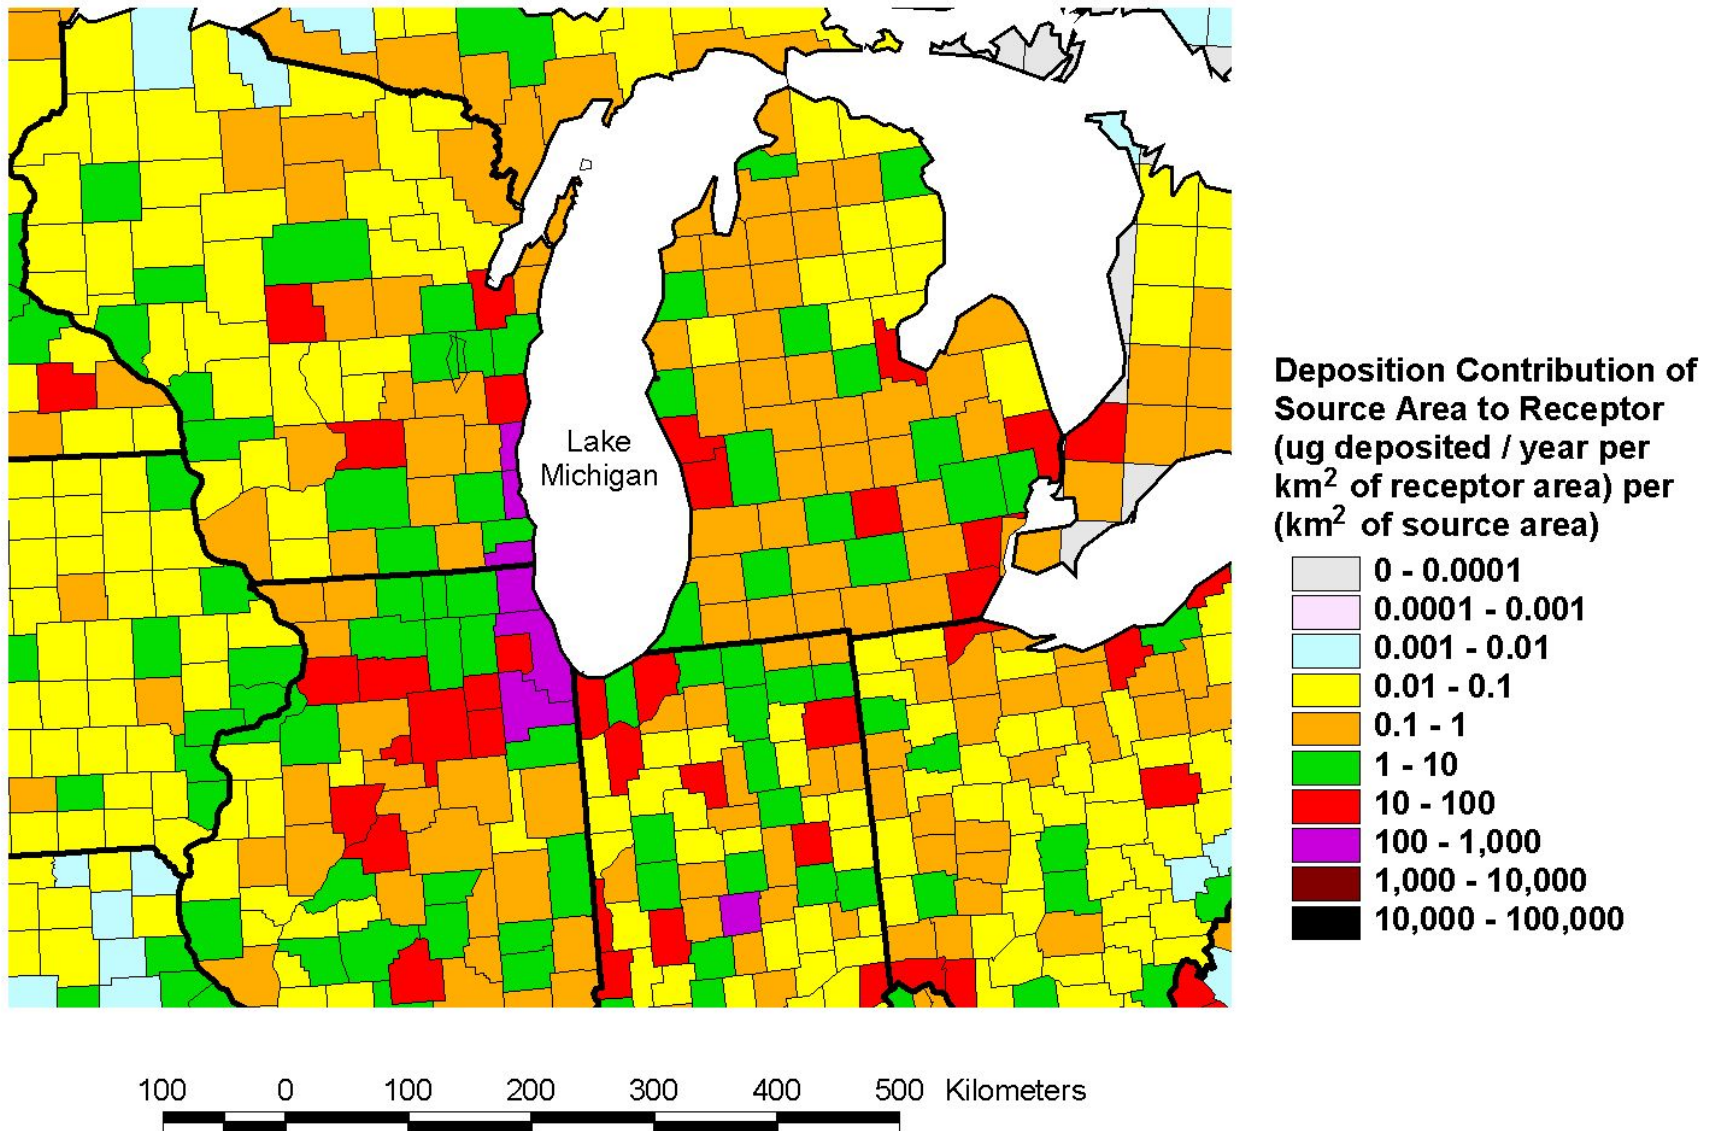 Lake
Michigan
Deposition Contribution of
Source Area to Receptor
(ug deposited / year per
km² of receptor area) per
(km² of source area)
0 - 0.0001
0.0001 - 0.001
0.001 - 0.01
0.01 - 0.1
0.1 - 1
1 - 10
10 - 100
100 - 1,000
1,000 - 10,000
10,000 - 100,000
100 0 100 200 300 400 500 Kilometers